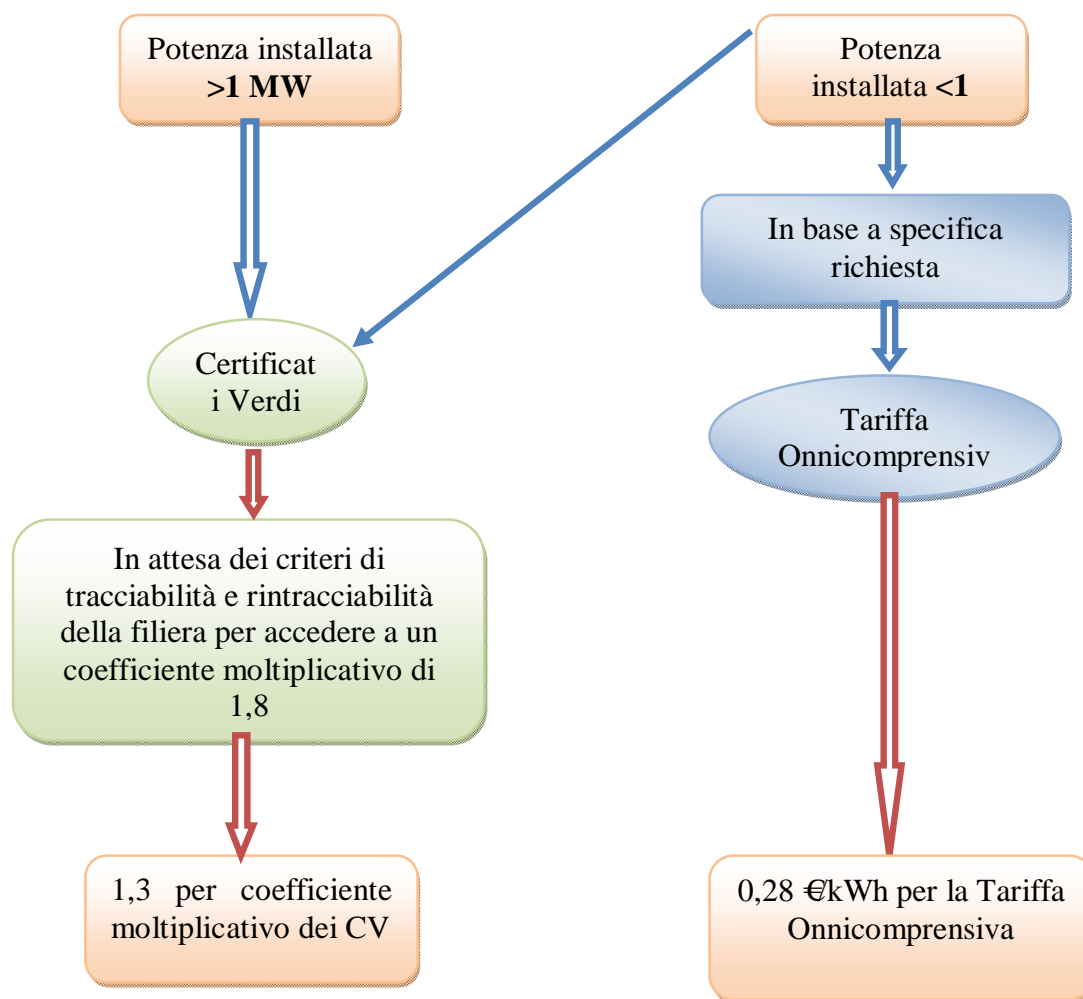 Potenza installata
>1 MW
Potenza
installata <1
In base a specifica
richiesta
Certificat
i Verdi
Tariffa
Onnicomprensiv
In attesa dei criteri di
tracciabilità e rintracciabilità
della filiera per accedere a un
coefficiente moltiplicativo di
1,8
1,3 per coefficiente
moltiplicativo dei CV
0,28 €/kWh per la Tariffa
Onnicomprensiva